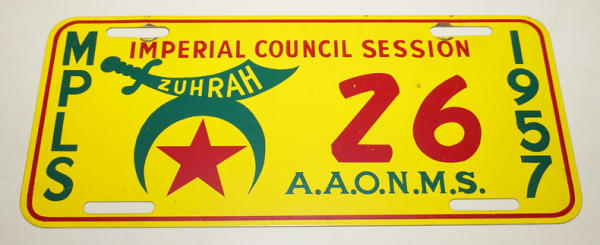 IMPERIAL COUNCIL SESSION
MPLS
ZUHRAH
26
1957
A.A.O.N.M.S.